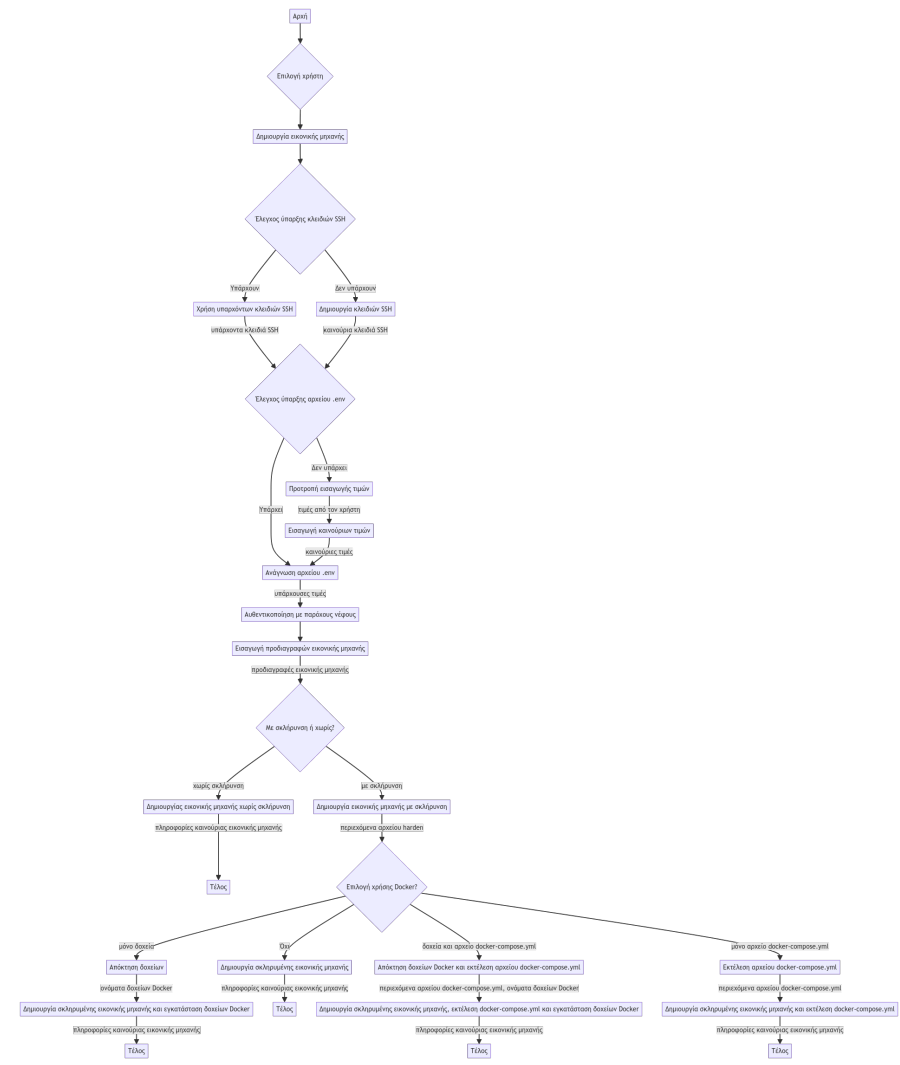 Αρχή
Επιλογή χρήστη
Δημιουργία εικονικής μηχανής
Έλεγχος ύπαρξης κλειδιών SSH
Υπάρχουν
Δεν υπάρχουν
Χρήση υπαρχόντων κλειδιών SSH
Δημιουργία κλειδιών SSH
υπάρχοντα κλειδιά SSH
καινούρια κλειδιά SSH
Έλεγχος ύπαρξης αρχείου .env
Δεν υπάρχει
Προτροπή εισαγωγής τιμών
Υπάρχει
τιμές από τον χρήστη
Εισαγωγή καινούριων τιμών
καινούριες τιμές
Ανάγνωση αρχείου .env
υπάρχουσες τιμές
Αυθεντικοποίηση με παρόχους νέφους
Εισαγωγή προδιαγραφών εικονικής μηχανής
προδιαγραφές εικονικής μηχανής
Με σκλήρυνση ή χωρίς?
χωρίς σκλήρυνση
με σκλήρυνση
Δημιουργίας εικονικής μηχανής χωρίς σκλήρυνση
Δημιουργία εικονικής μηχανής με σκλήρυνση
πληροφορίες καινούριας εικονικής μηχανής
περιεχόμενα αρχείου harden
Τέλος
Επιλογή χρήσης Docker?
μόνο δοχεία
Όχι
δοχεία και αρχείο docker-compose.yml
μόνο αρχείο docker-compose.yml
Απόκτηση δοχείων
Δημιουργία σκληρυμένης εικονικής μηχανής
Απόκτηση δοχείων Docker και εκτέλεση αρχείου docker-compose.yml
Εκτέλεση αρχείου docker-compose.yml
ονόματα δοχείων Docker
πληροφορίες καινούριας εικονικής μηχανής
περιεχόμενα αρχείου docker-compose.yml, ονόματα δοχείων Docker
περιεχόμενα αρχείου docker-compose.yml
Δημιουργία σκληρυμένης εικονικής μηχανής και εγκατάσταση δοχείων Docker
Τέλος
Δημιουργία σκληρυμένης εικονικής μηχανής, εκτέλεση docker-compose.yml και εγκατάσταση δοχείων Docker
Δημιουργία σκληρυμένης εικονικής μηχανής και εκτέλεση docker-compose.yml
πληροφορίες καινούριας εικονικής μηχανής
πληροφορίες καινούριας εικονικής μηχανής
πληροφορίες καινούριας εικονικής μηχανής
Τέλος
Τέλος
Τέλος